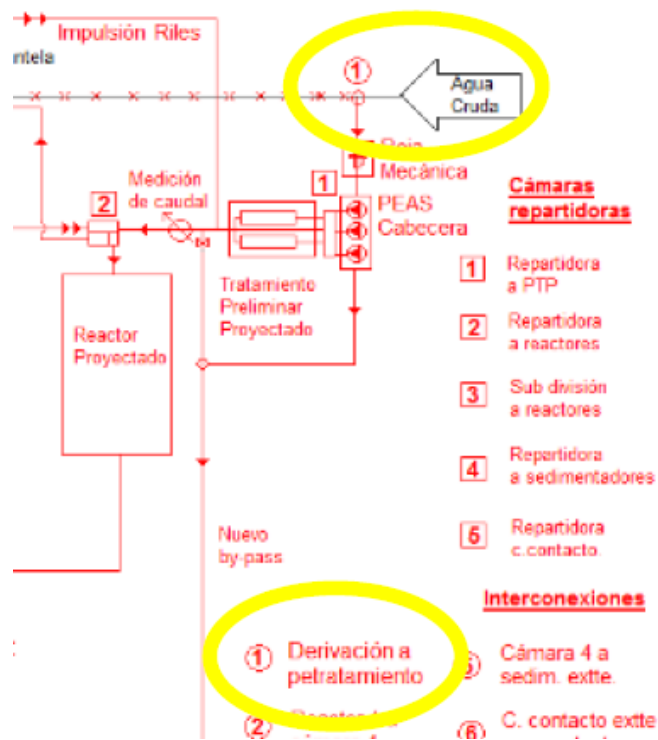 Impulsión Riles
ntela
1
Agua
Cruda
Mecánica
1
PEAS
Cabecera
Medición
de caudal
2
Tratamiento
Preliminar
Proyectado
Reactor
Proyectado
Nuevo
by-pass
Cámaras
repartidoras
1 Repartidora
a PTP
2 Repartidora
a reactores
3 Sub división
a reactores
4 Repartidora
a sedimentadores
5 Repartidora
c.contacto.
Interconexiones
1 Derivación a
petratamiento
2
Cámara 4 a
sedim. extte.
6 C. contacto extte